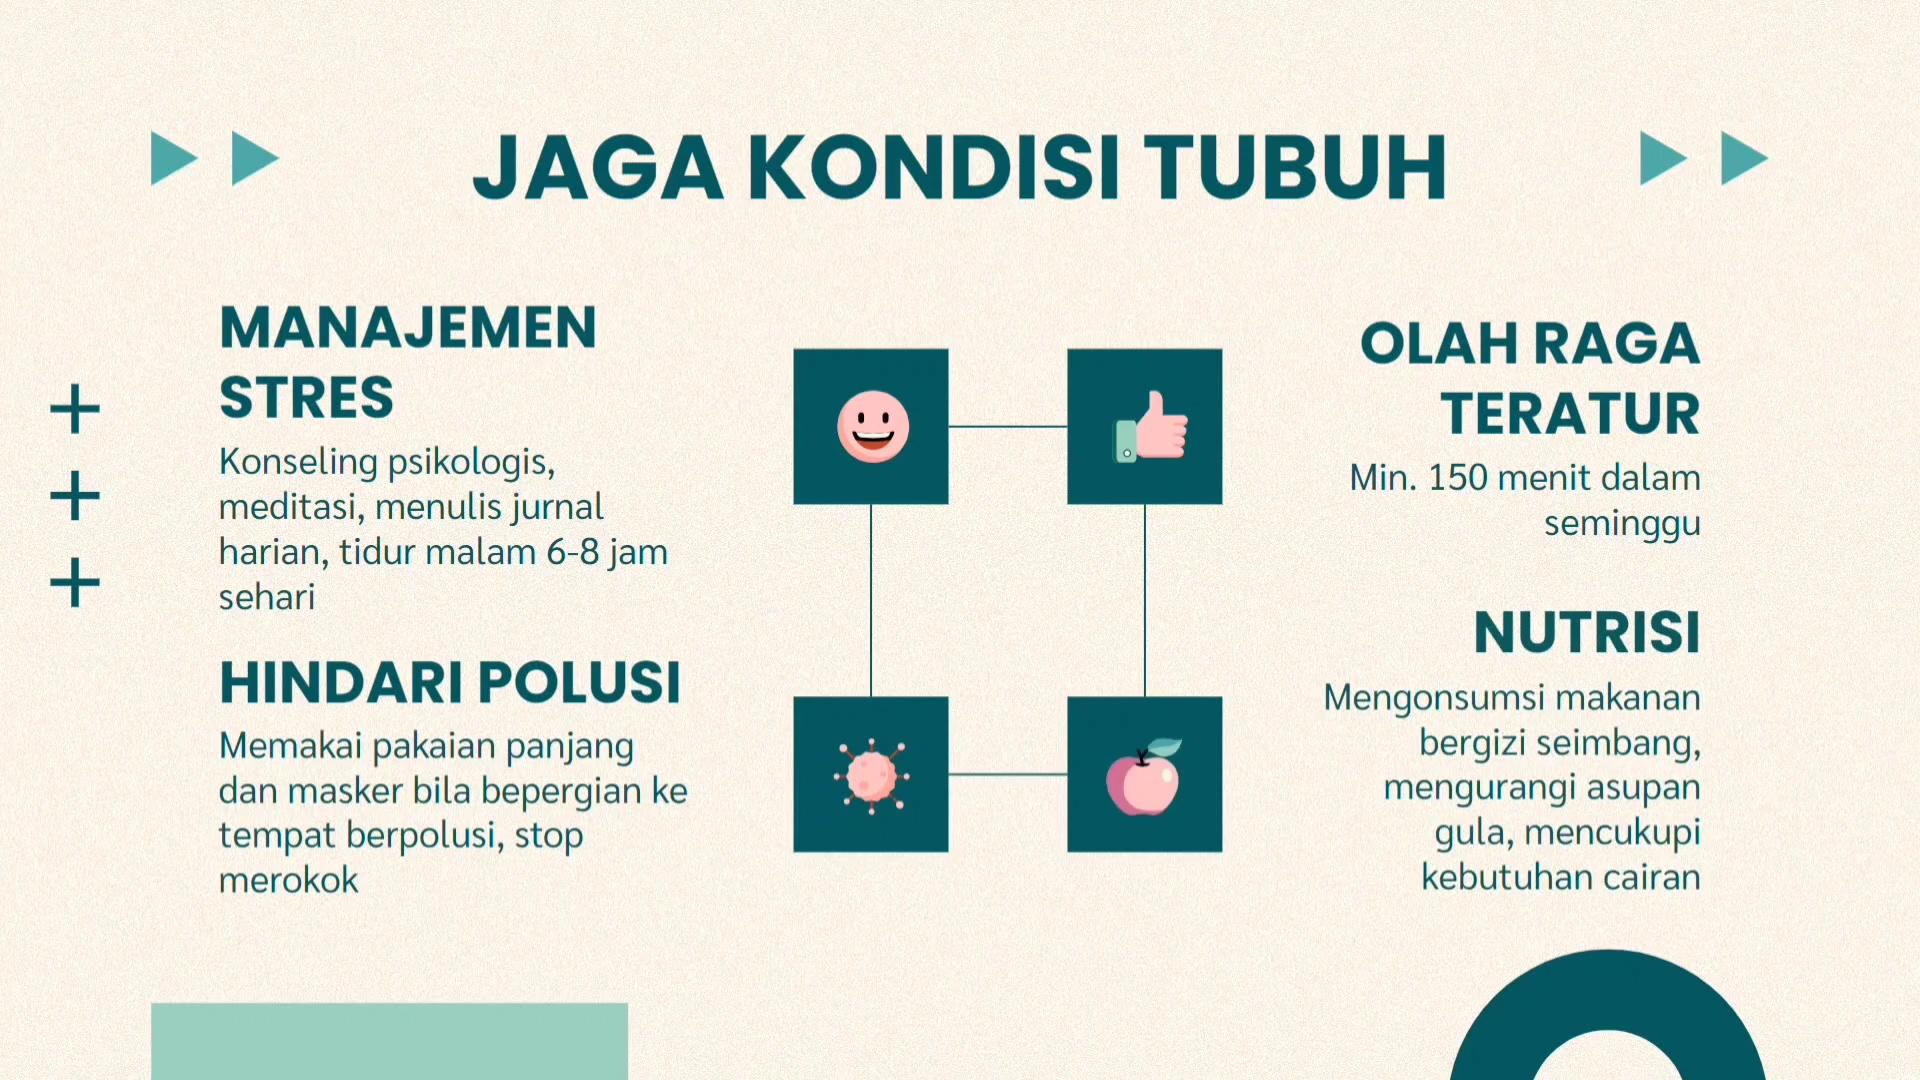 JAGA KONDISI TUBUH
MANAJEMEN
STRES
Konseling psikologis,
meditasi, menulis jurnal
harian, tidur malam 6-8 jam
sehari
HINDARI POLUSI
Memakai pakaian panjang
dan masker bila bepergian ke
tempat berpolusi, stop
merokok
OLAH RAGA
TERATUR
Min. 150 menit dalam
seminggu
NUTRISI
Mengonsumsi makanan
bergizi seimbang,
mengurangi asupan
gula, mencukupi
kebutuhan cairan